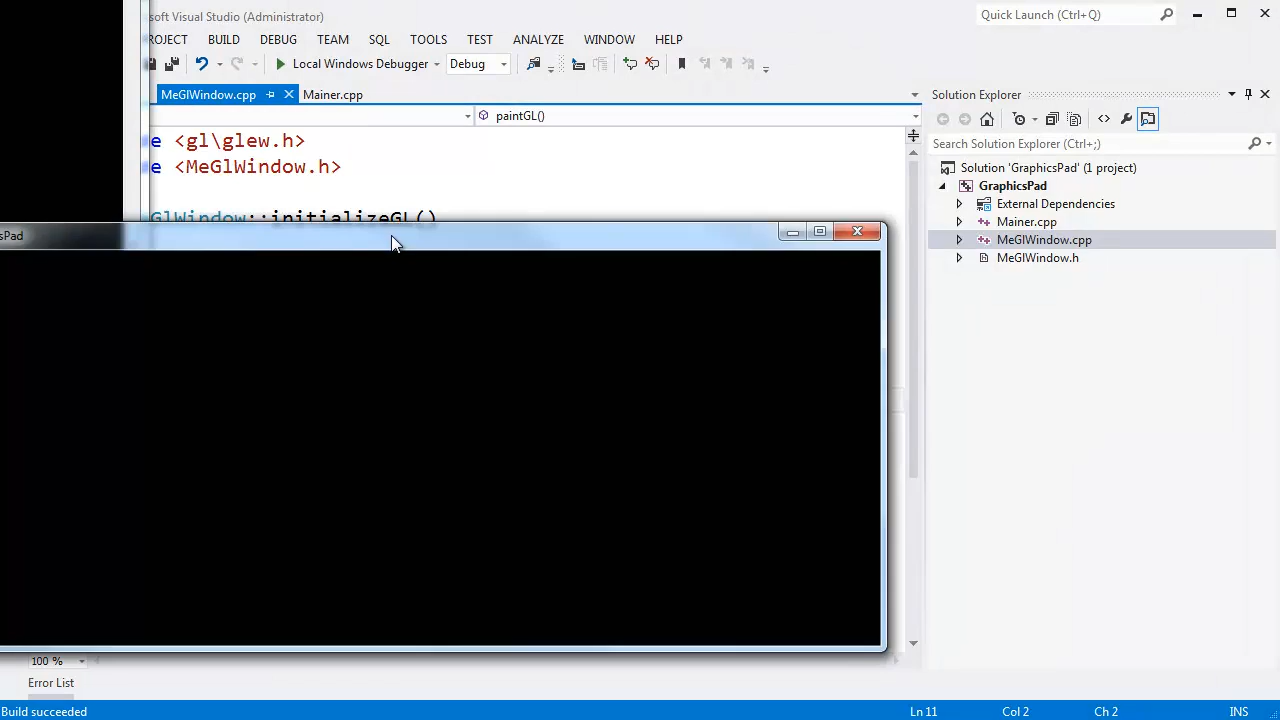 soft Visual Studio (Administrator)
Quick Launch (Ctrl+Q)
ROJECT BUILD DEBUG TEAM SQL TOOLS TEST ANALYZE WINDOW HELP
Local Windows Debugger Debug
MeGlWindow.cpp Mainer.cpp
paintGL()
e <gl\glew.h>
e <MeGlWindow.h>
GlWindow::initializeGL()
sPad
Solution Explorer
Search Solution Explorer (Ctrl+;)
Solution 'GraphicsPad' (1 project)
GraphicsPad
External Dependencies
Mainer.cpp
MeGlWindow.cpp
MeGlWindow.h
100 %
Error List
Build succeeded Ln 11 Col 2 Ch 2 INS